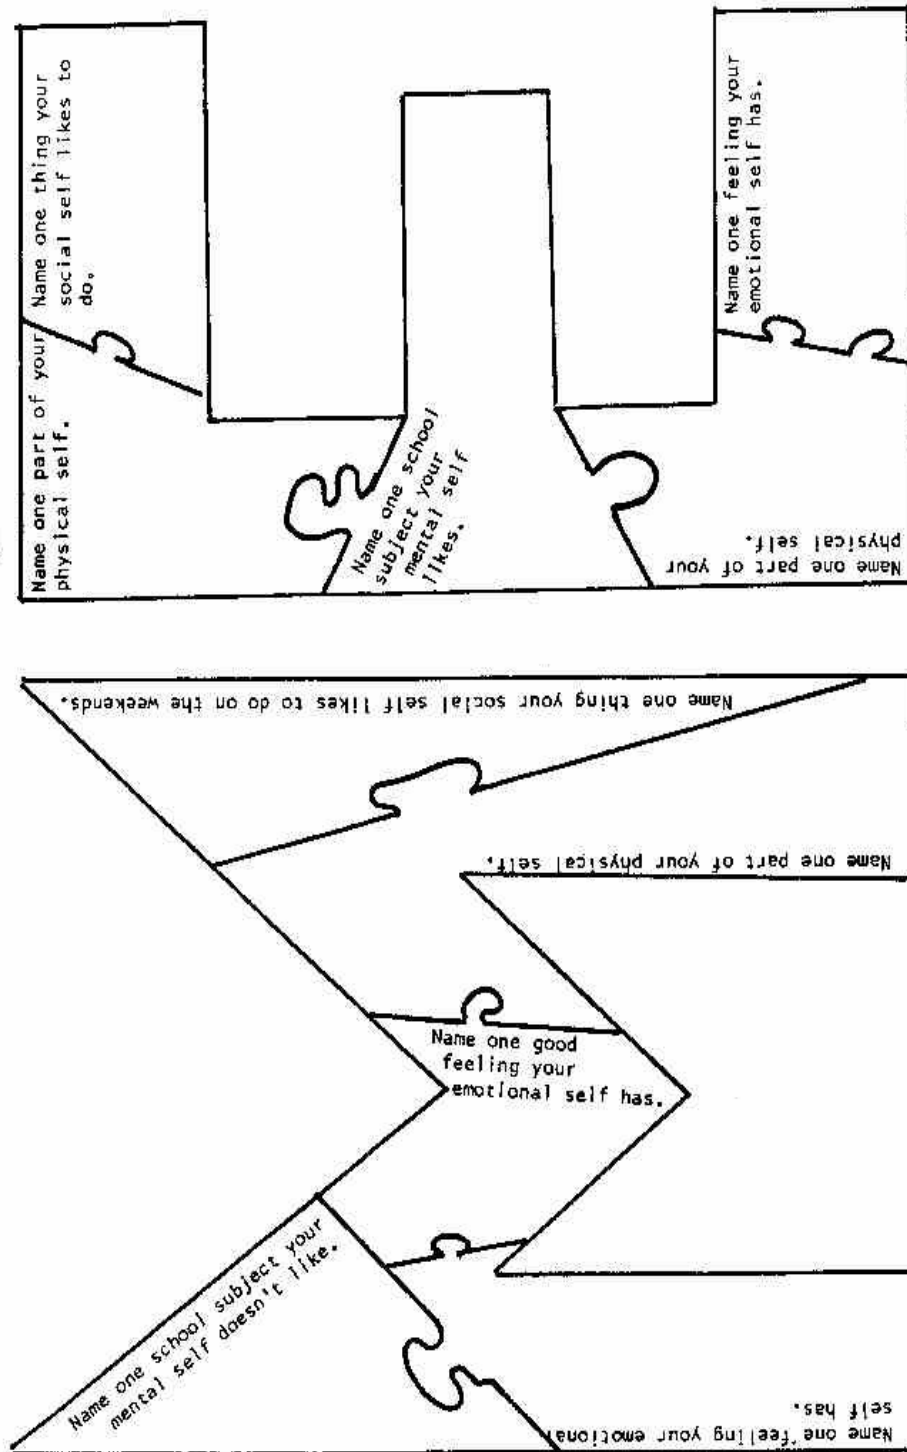 Name one part of your
physical self.
Name one thing your
social self likes to
do.
Name one school
subject your
mental self
likes.
Name one feeling your
emotional self has.
Name one part of your
physical self.
Name one thing your social self likes to do on the weekends.
Name one part of your physical self.
Name one good
feeling your
emotional self has.
Name one school subject your
mental self doesn't like.
Name one feeling your emotional
self has.